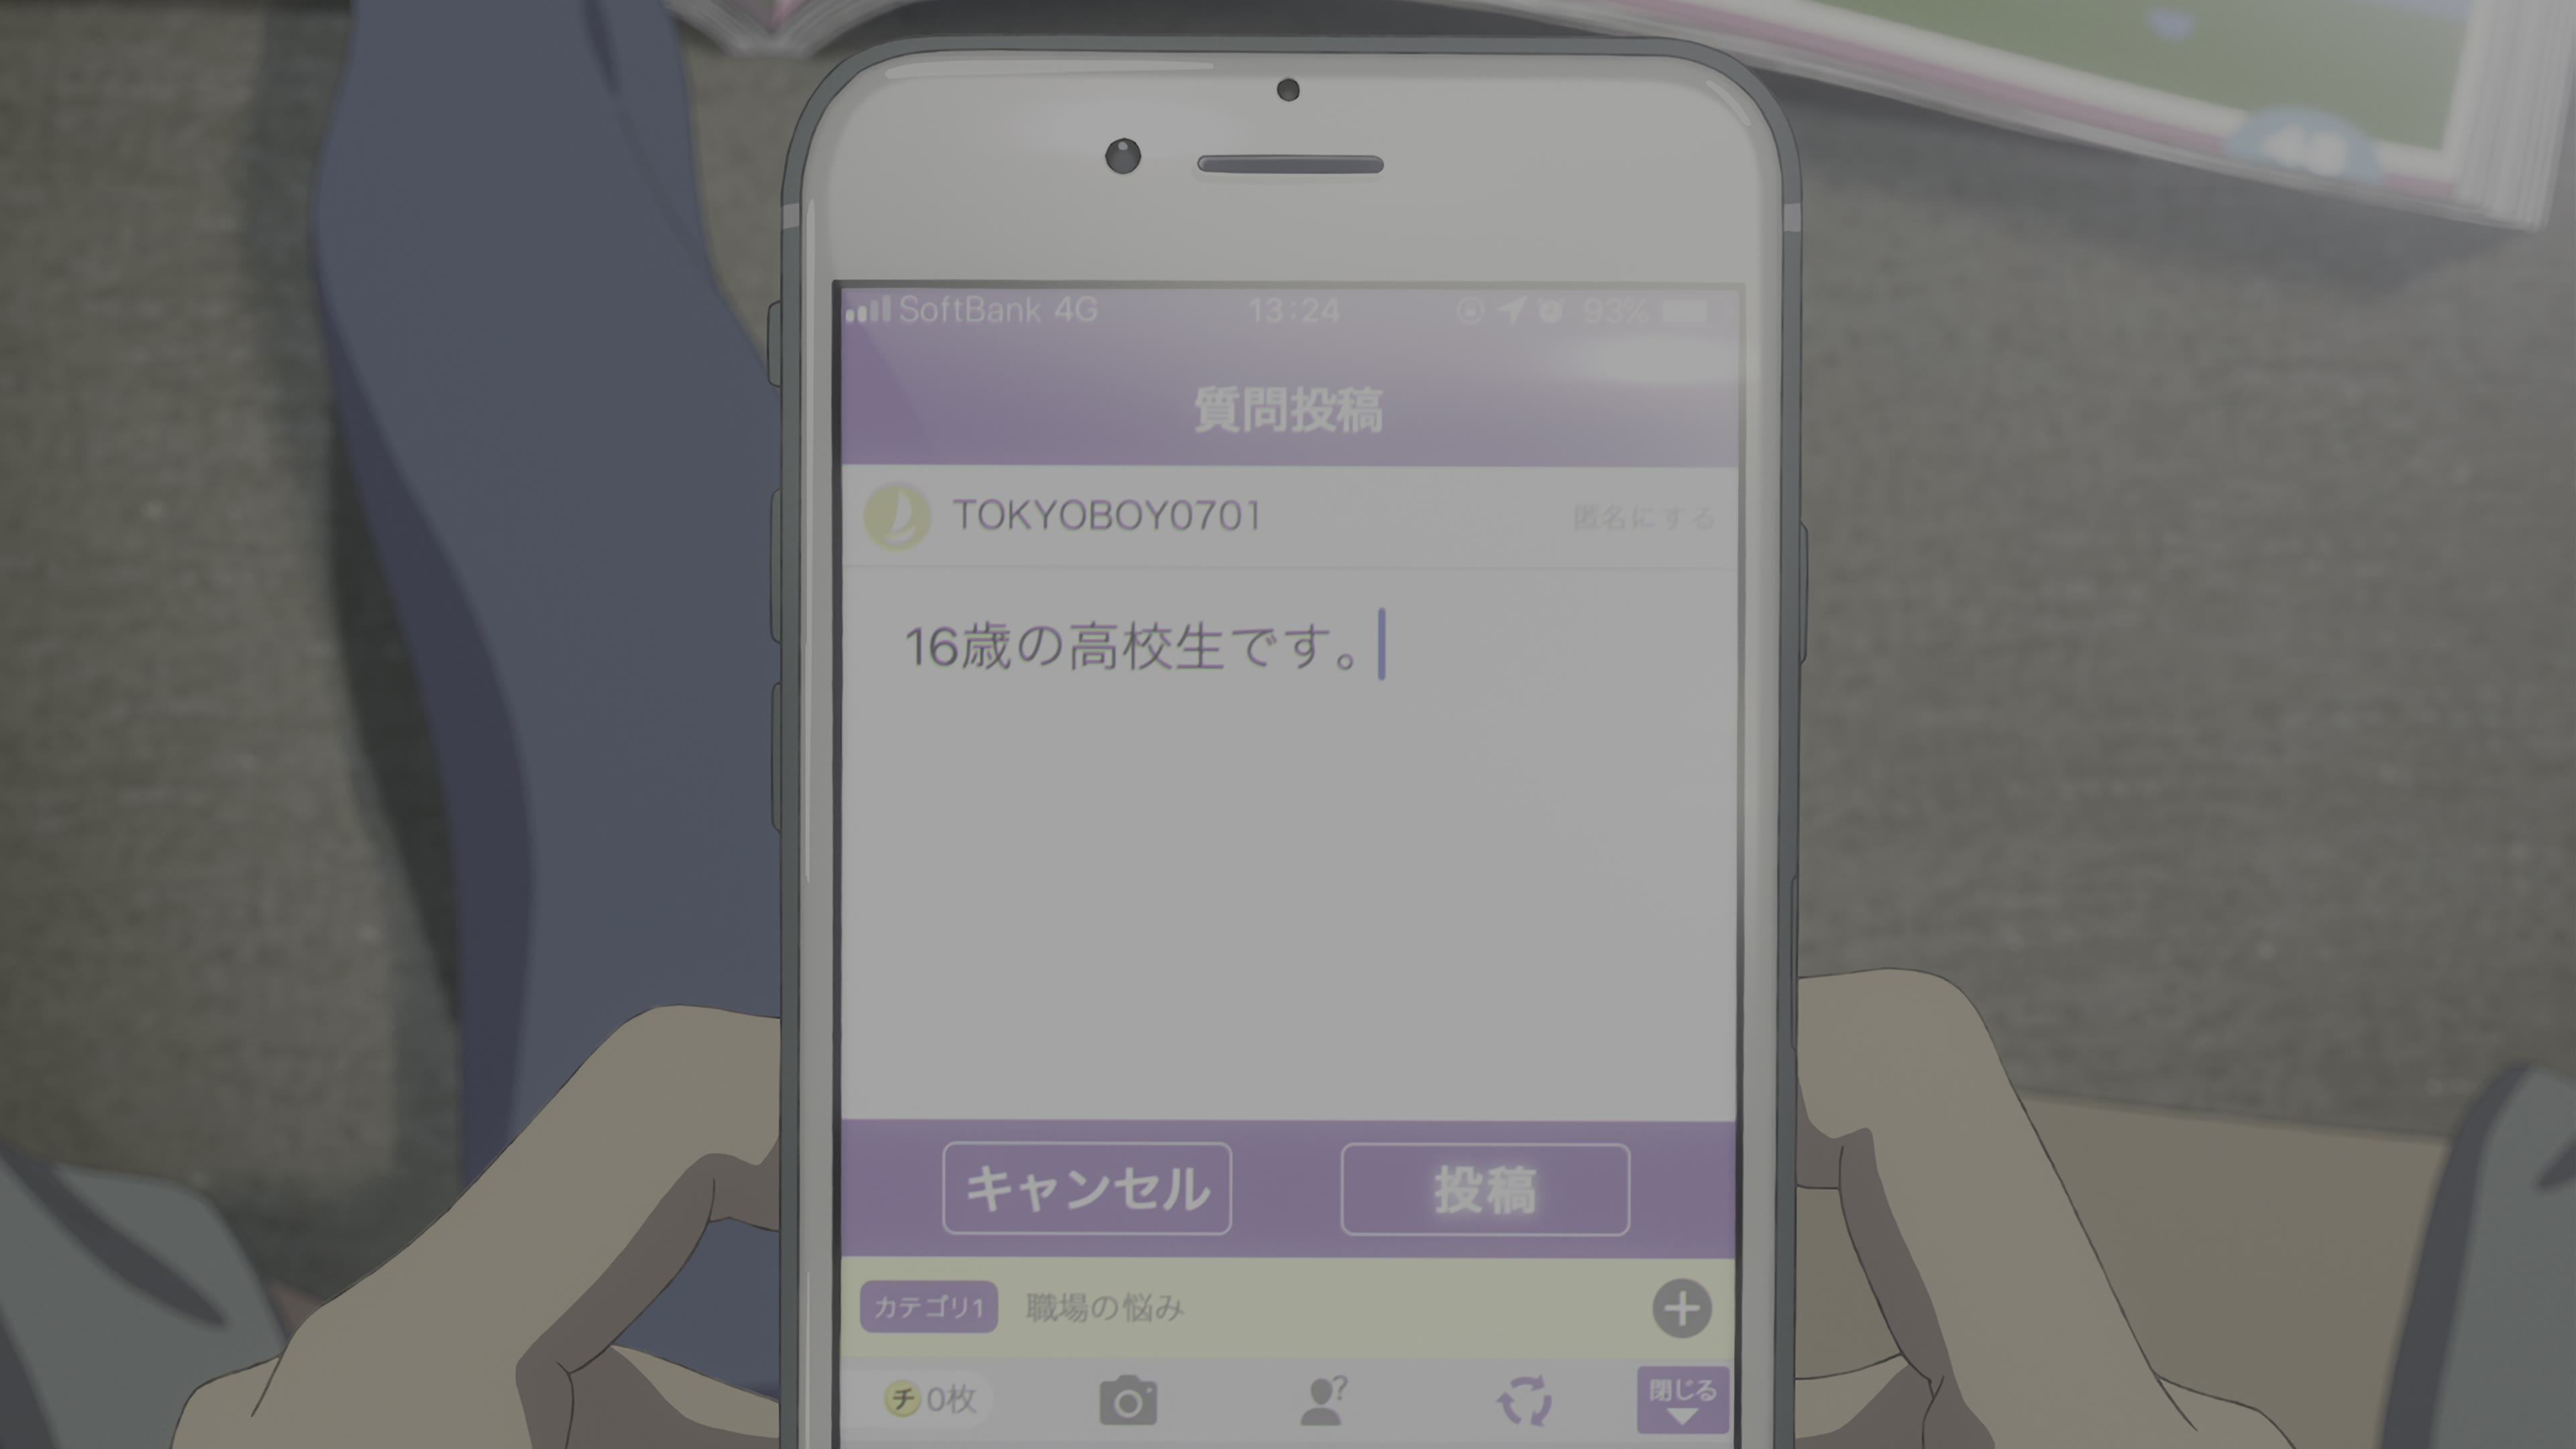 SoftBank 4G 13:24 93%
質問投稿
TOKYOBOY0701 匿名にする
16歳の高校生です。
キャンセル 投稿
カテゴリ1 職場の悩み
チ 0枚 ? 閉じる
48